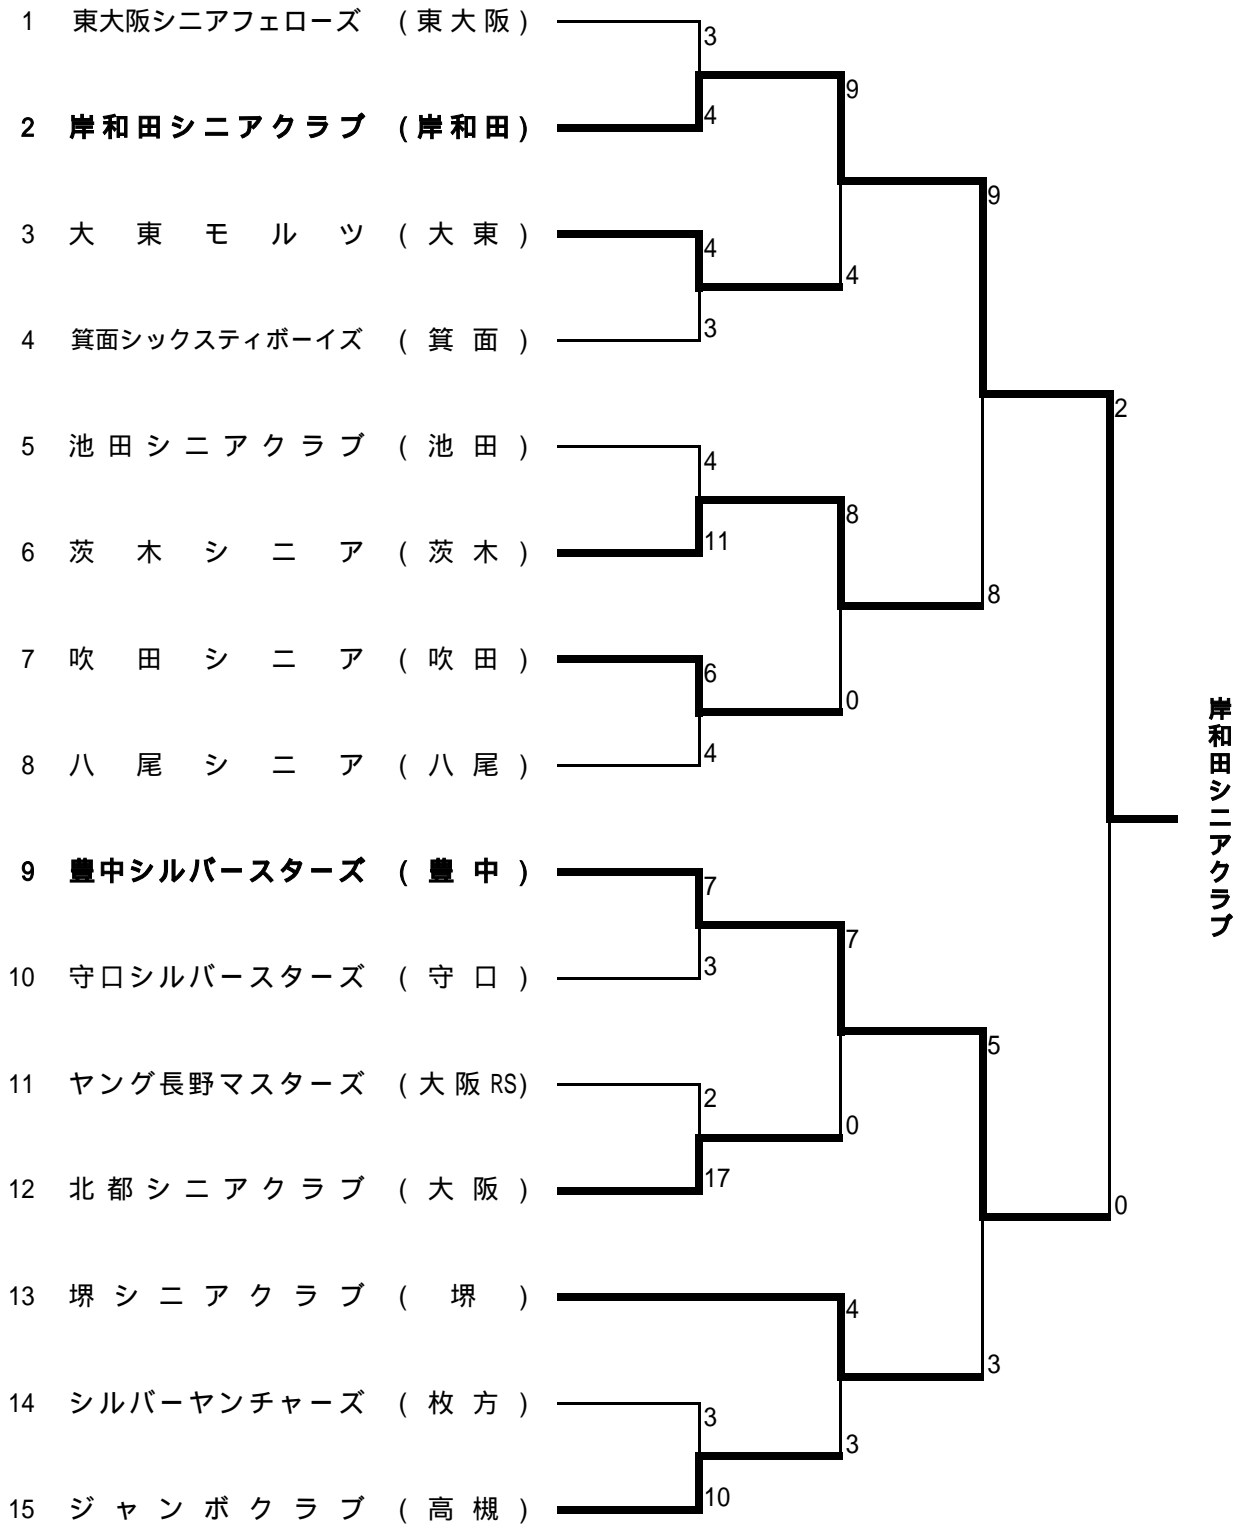 1 東大阪シニアフェローズ (東大阪)
3
9
2 岸和田シニアクラブ (岸和田)
4
9
3 大東モルツ (大東)
4
4
4 箕面シックスティボーイズ (箕面)
3
2
5 池田シニアクラブ (池田)
4
8
6 茨木シニア (茨木)
11
8
7 吹田シニア (吹田)
6
0
8 八尾シニア (八尾)
4
岸和田シニアクラブ
9 豊中シルバースターズ (豊中)
7
7
10 守口シルバースターズ (守口)
3
5
11 ヤング長野マスターズ (大阪RS)
2
0
12 北都シニアクラブ (大阪)
17
0
13 堺シニアクラブ (堺)
4
3
14 シルバーヤンチャーズ (枚方)
3
3
15 ジャンボクラブ (高槻)
10